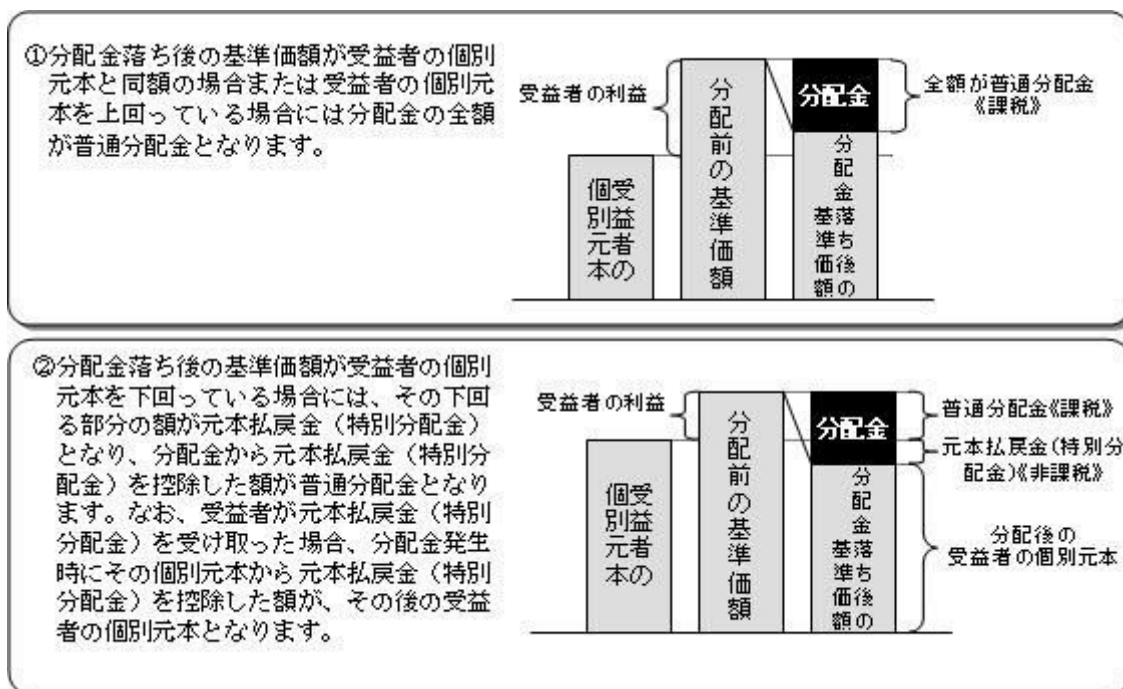 ①分配金落ち後の基準価額が受益者の個別
元本と同額の場合または受益者の個別元
本を上回っている場合には分配金の全額
が普通分配金となります。
受益者の利益
受益者の
個別元本
分配前の基準価額
分配金
分配金落ち後の
基準価額
全額が普通分配金
《課税》
②分配金落ち後の基準価額が受益者の個別
元本を下回っている場合には、その下回
る部分の額が元本払戻金（特別分配金）
となり、分配金から元本払戻金（特別分
配金）を控除した額が普通分配金となり
ます。なお、受益者が元本払戻金（特別
分配金）を受け取った場合、分配金発生
時にその個別元本から元本払戻金（特別
分配金）を控除した額が、その後の受益
者の個別元本となります。
受益者の利益
受益者の
個別元本
分配前の基準価額
分配金
分配金落ち後の
基準価額
普通分配金《課税》
元本払戻金(特別分
配金)《非課税》
分配後の
受益者の個別元本